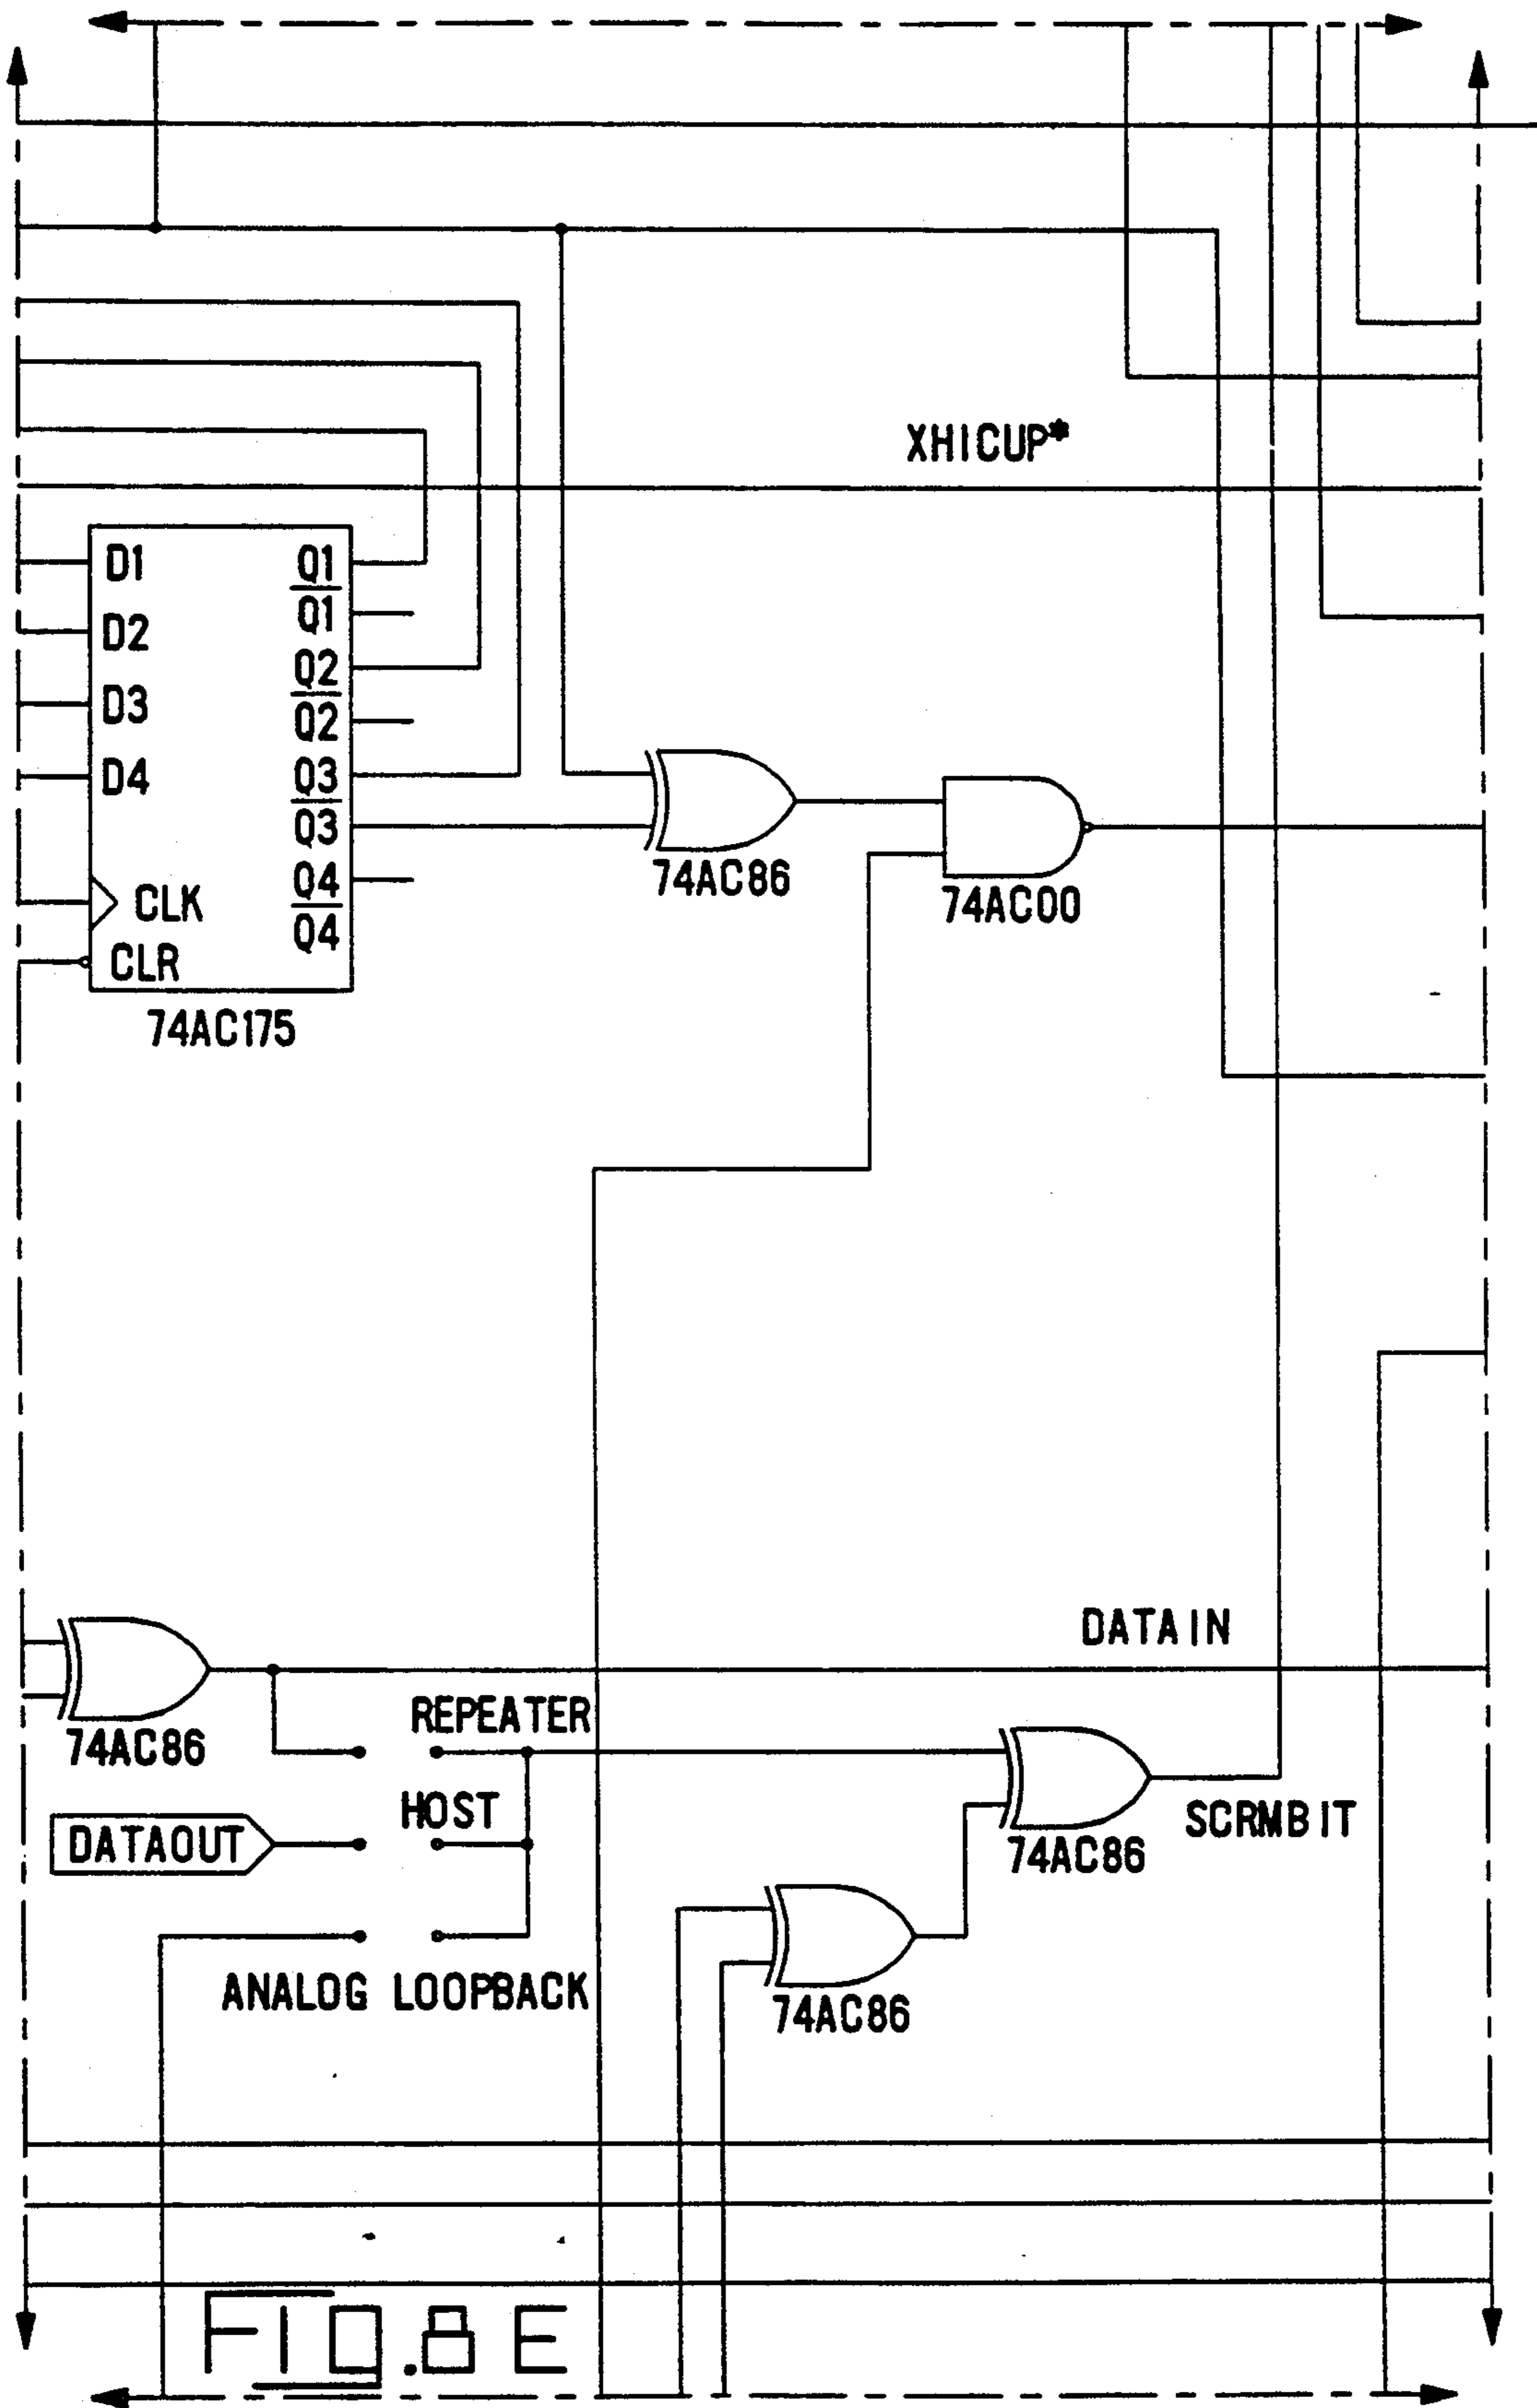 XHICUP*
D1
D2
D3
D4
CLK
CLR
Q1
Q1
Q2
Q2
Q3
Q3
Q4
Q4
74AC175
74AC86
74AC00
DATAIN
74AC86
REPEATER
HOST
DATAOUT
ANALOG LOOPBACK
74AC86
SCRMBIT
74AC86
FIG.8E